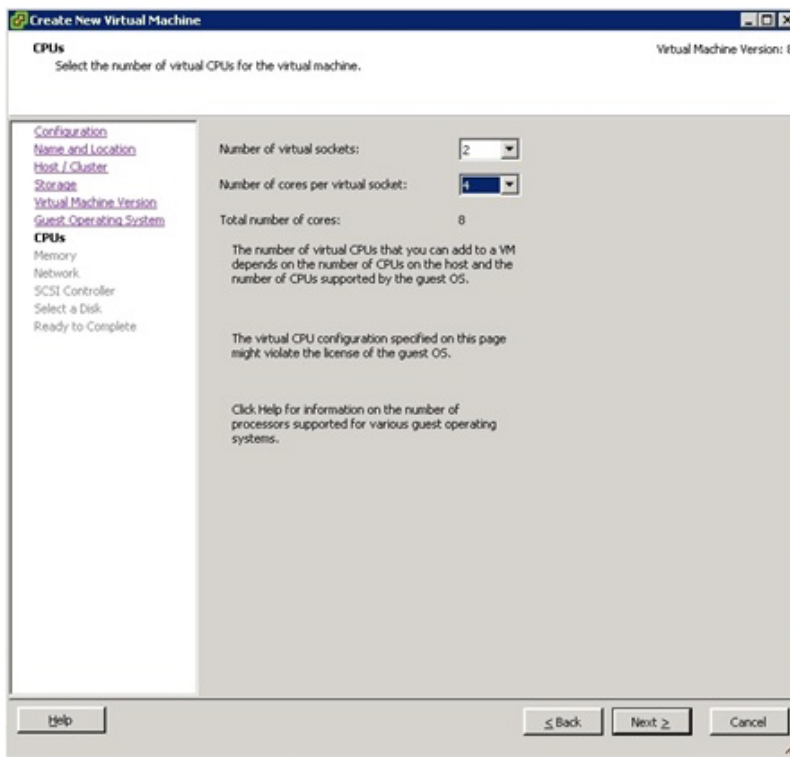 Create New Virtual Machine
CPUs
Select the number of virtual CPUs for the virtual machine.
Virtual Machine Version: 8
Configuration
Name and Location
Host / Cluster
Storage
Virtual Machine Version
Guest Operating System
CPUs
Memory
Network
SCSI Controller
Select a Disk
Ready to Complete
Number of virtual sockets: 2
Number of cores per virtual socket: 4
Total number of cores: 8
The number of virtual CPUs that you can add to a VM
depends on the number of CPUs on the host and the
number of CPUs supported by the guest OS.
The virtual CPU configuration specified on this page
might violate the license of the guest OS.
Click Help for information on the number of
processors supported for various guest operating
systems.
Help
< Back
Next >
Cancel